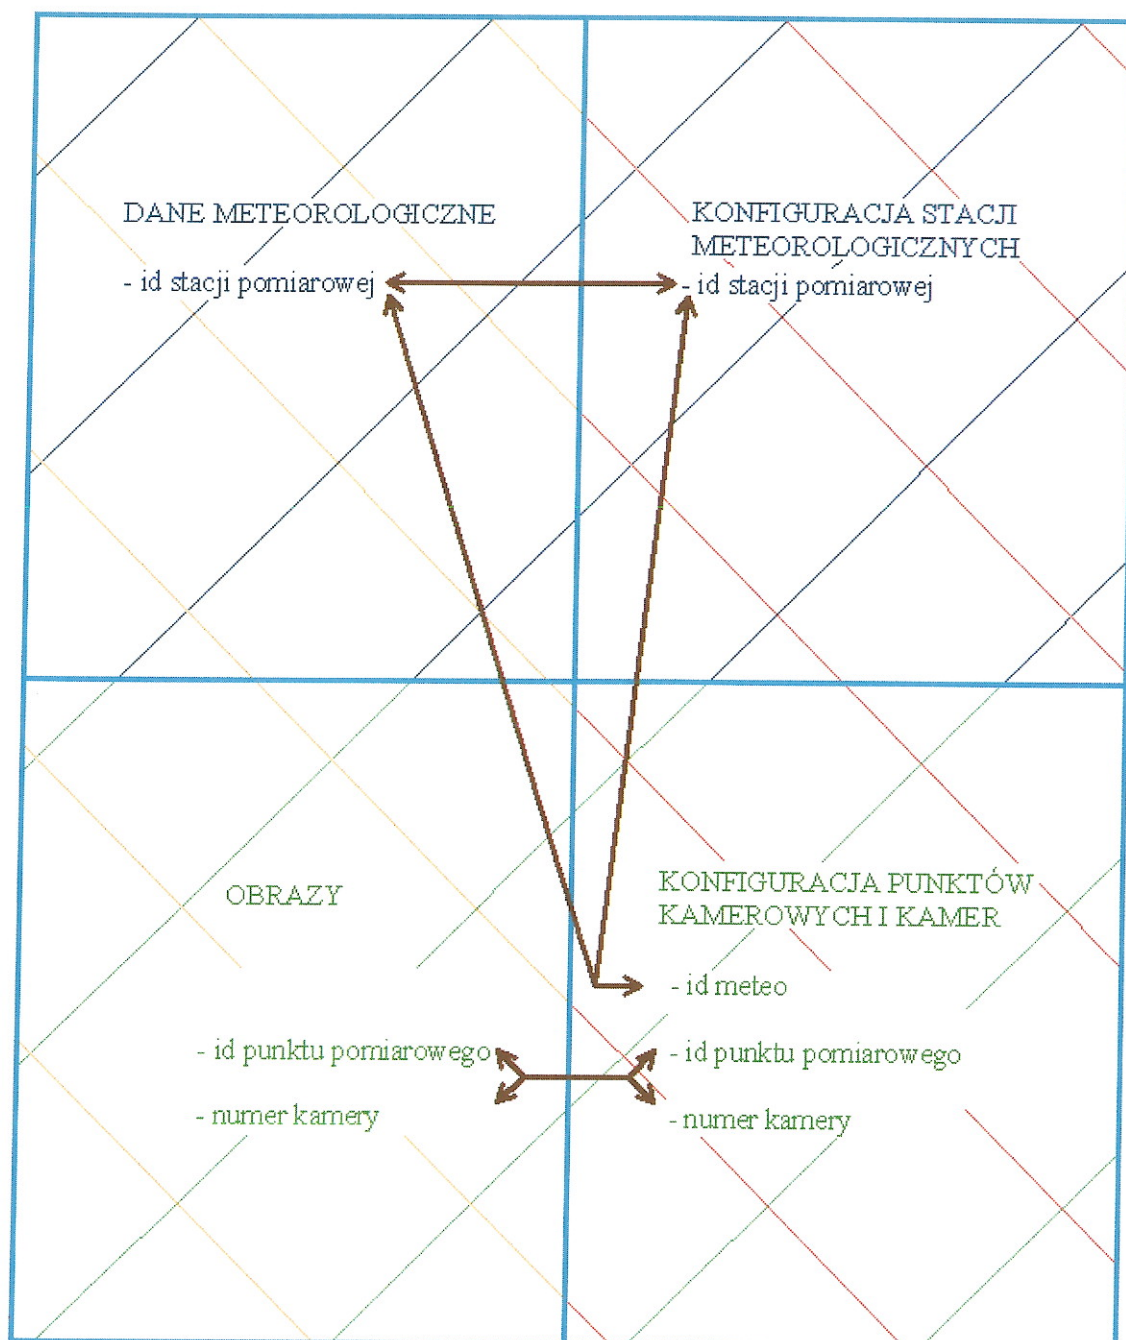 DANE METEOROLOGICZNE
- id stacji pomiarowej
KONFIGURACJA STACJI
METEOROLOGICZNYCH
- id stacji pomiarowej
OBRAZY
- id punktu pomiarowego
- numer kamery
KONFIGURACJA PUNKTÓW
KAMEROWYCH I KAMER
- id meteo
- id punktu pomiarowego
- numer kamery